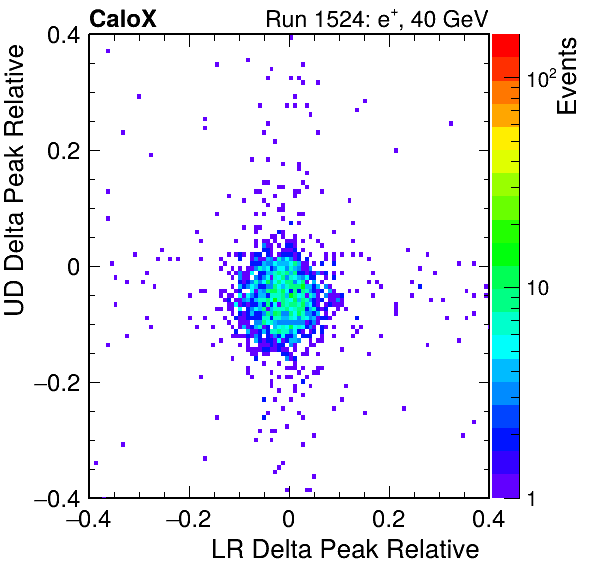 CaloX Run 1524: e⁺, 40 GeV
UD Delta Peak Relative
0.4
0.2
0
−0.2
−0.4
−0.4 −0.2 0 0.2 0.4
LR Delta Peak Relative
Events
10²
10
1